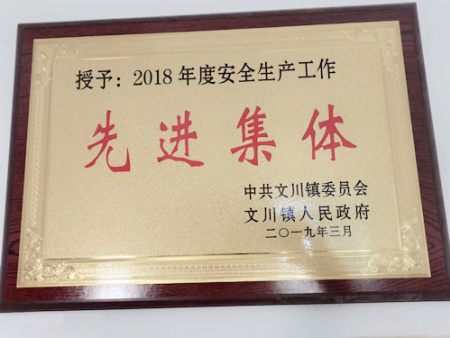 授予：2018年度安全生产工作
先进集体
中共文川镇委员会
文川镇人民政府
二〇一九年三月